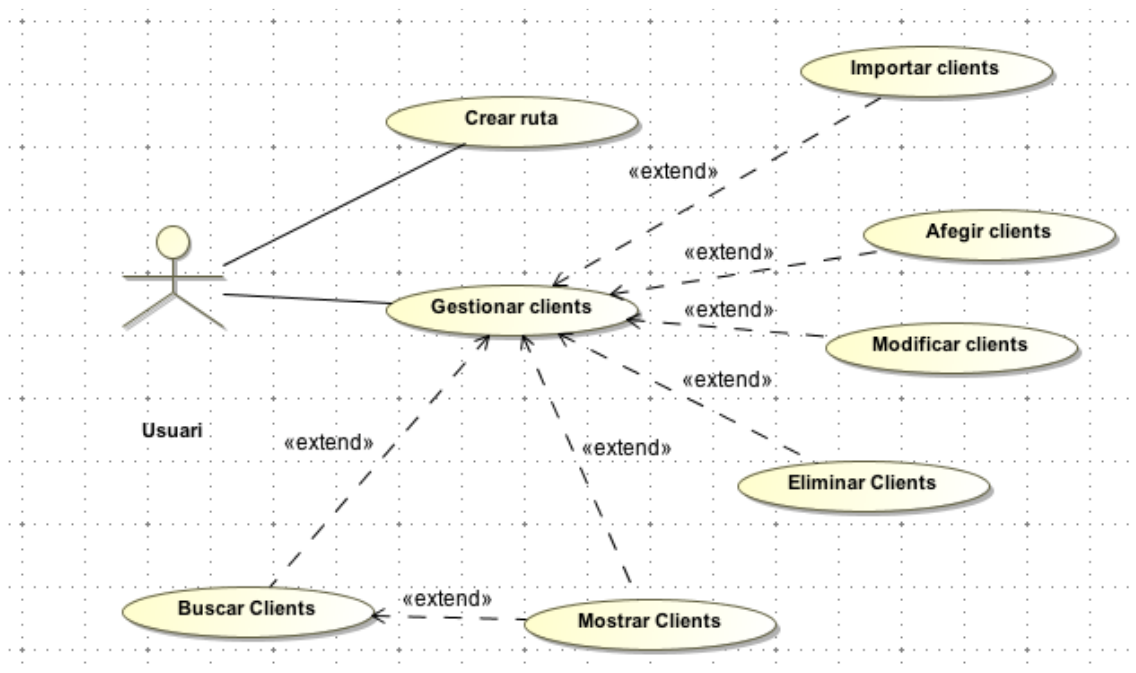 Importar clients
Crear ruta
«extend»
Afegir clients
«extend»
Gestionar clients
«extend»
Modificar clients
«extend»
Usuari
«extend»
«extend»
Eliminar Clients
«extend»
Buscar Clients
Mostrar Clients